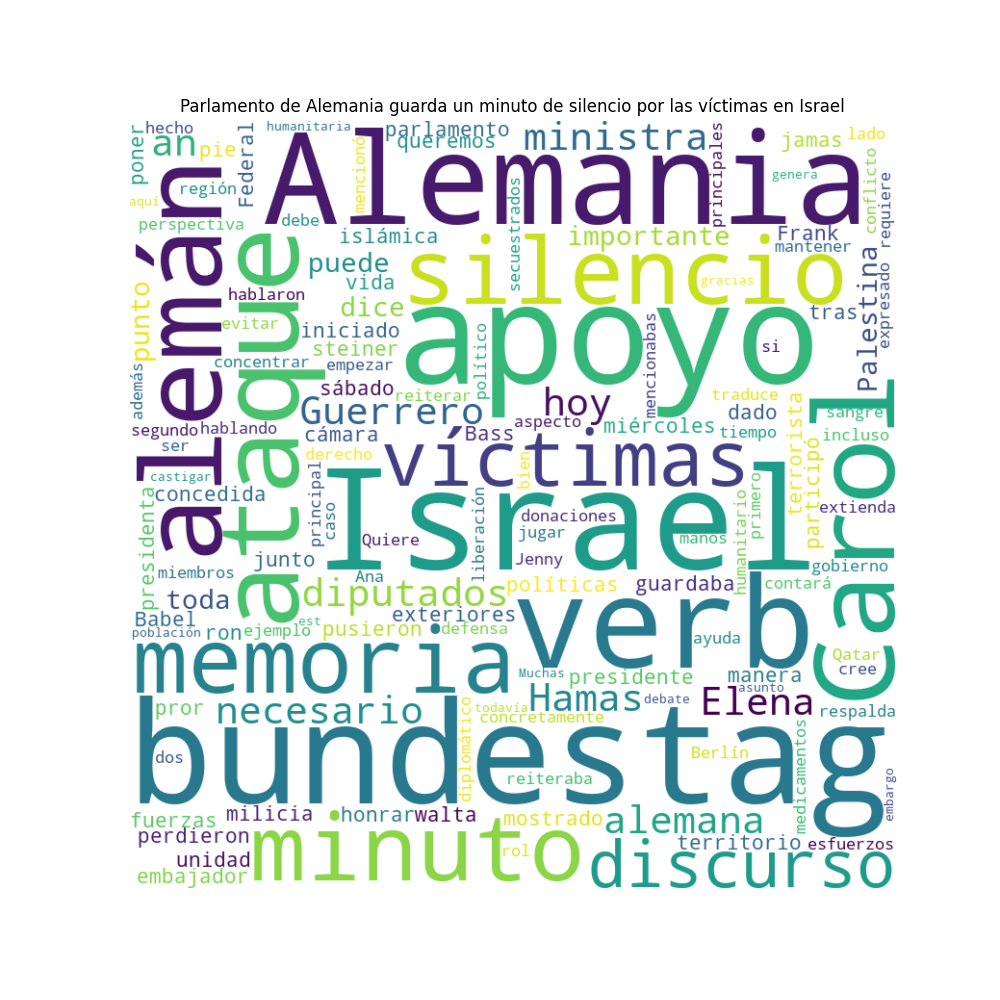 Parlamento de Alemania guarda un minuto de silencio por las víctimas en Israel
hecho
humanitaria
parlamento
queremos
ministra
principales
jamas
lado
poner
an
pie
Federal
mencionó
Alemania
genera
conflicto
requiere
aquí
región
perspectiva
debe
islámica
secuestrados
importante
Frank
mantener
alemán
ataque
puede
vida
silencio
gracias
Palestina
expresado
punto
hablaron
dice
tras
evitar
iniciado
steiner
apoyo
si
además
concentrar
empezar
político
mencionabas
sábado
reiterar
traduce
Guerrero
hoy
dado
terrorista
sangre
segundo
hablando
cámara
Bass
aspecto
miércoles
tiempo
incluso
ser
derecho
víctimas
Carol
castigar
principal
caso
bien
participó
concedida
Israel
primero
extienda
presidenta
Quiere
liberación
donaciones
jugar
manos
humanitario
junto
Jenny
gobierno
miembros
Ana
políticas
guardaba
contará
toda
diputados
verb
Babel
est
exteriores
población
ron
ejemplo
pusieron
defensa
ayuda
Qatar
memoria
Muchas
presidente
manera
cree
asunto
Hamas
debate
Elena
pror
necesario
diplomático
todavía
concretamente
respalda
bundestag
g
dos
Berlín
medicamentos
reiteraba
embargo
fuerzas
milicia
honrar
walta
mostrado
alemana
perdieron
territorio
esfuerzos
unidad
minuto
rol
discurso
embajador